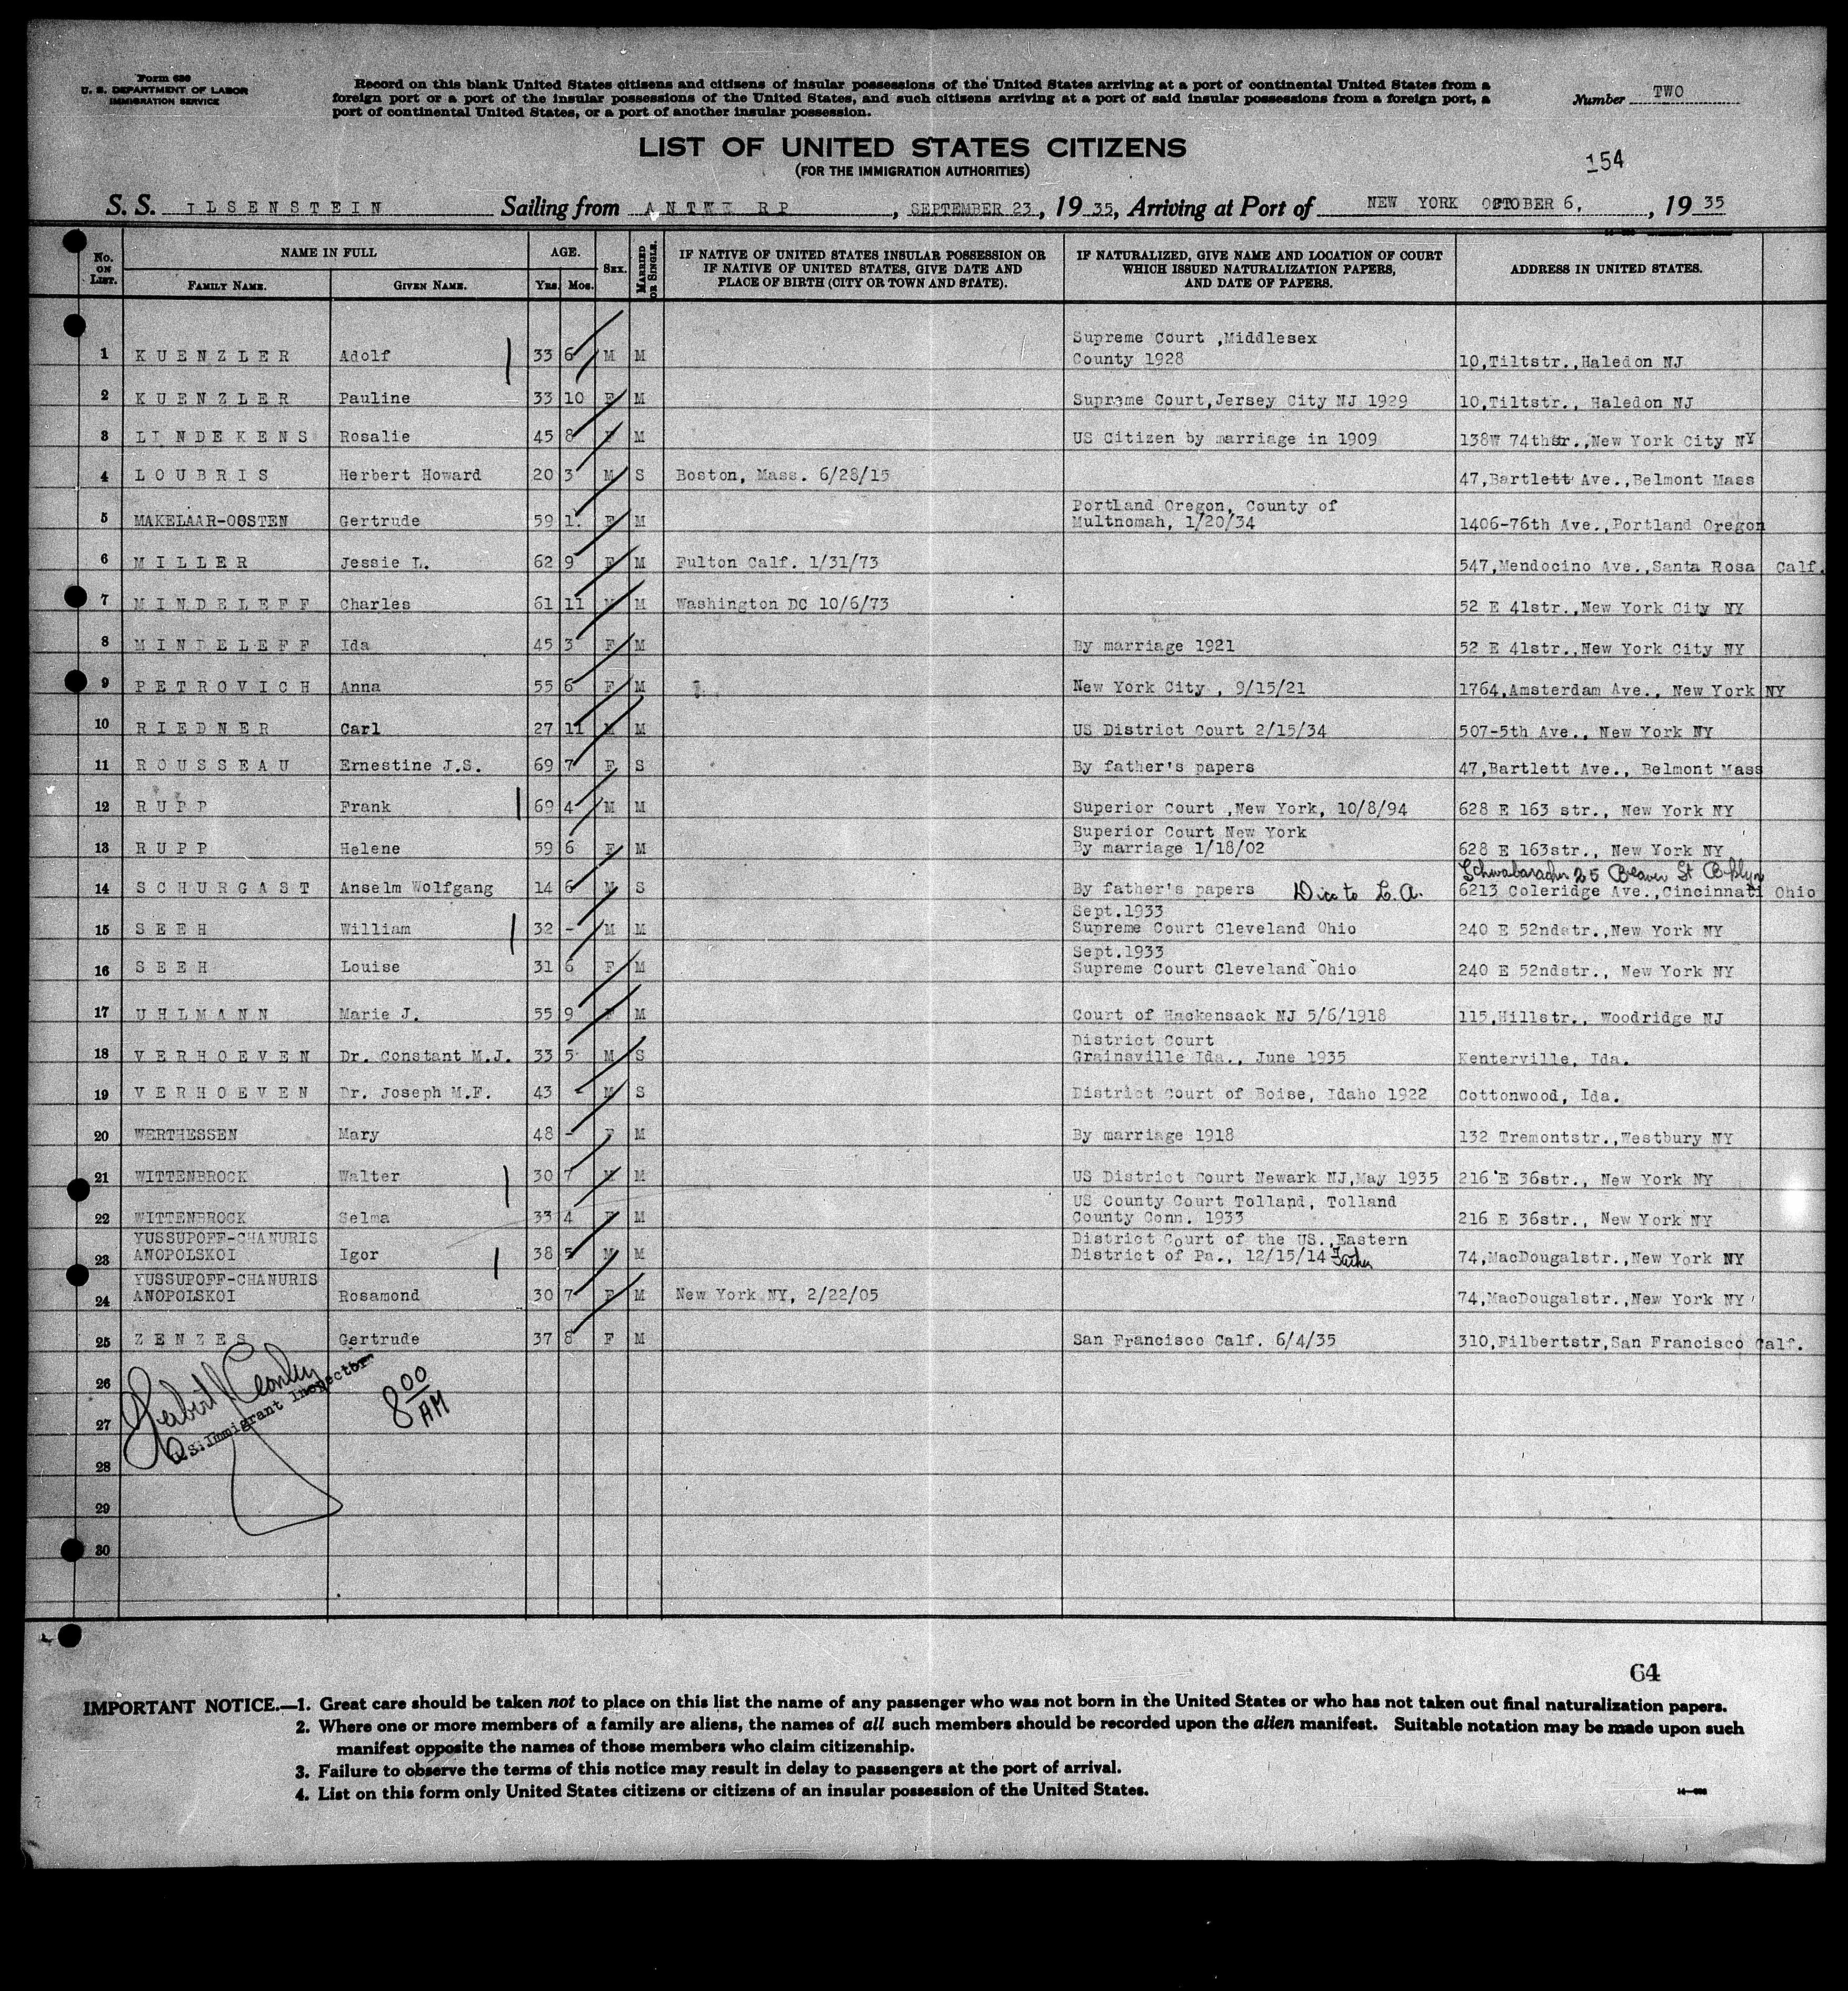 Form 630
U. S. DEPARTMENT OF LABOR
IMMIGRATION SERVICE
Record on this blank United States citizens and citizens of insular possessions of the United States arriving at a port of continental United States from a
foreign port or a port of the insular possessions of the United States, and such citizens arriving at a port of said insular possessions from a foreign port, a
port of continental United States, or a port of another insular possession.
Number TWO
LIST OF UNITED STATES CITIZENS
(FOR THE IMMIGRATION AUTHORITIES)
154
S. S. ILSENSTEIN Sailing from ANTWERP, SEPTEMBER 23, 1935, Arriving at Port of NEW YORK OCTOBER 6, 1935
No. ON LIST. NAME IN FULL AGE. SEX. MARRIED OR SINGLE. IF NATIVE OF UNITED STATES INSULAR POSSESSION OR IF NATIVE OF UNITED STATES, GIVE DATE AND PLACE OF BIRTH (CITY OR TOWN AND STATE). IF NATURALIZED, GIVE NAME AND LOCATION OF COURT WHICH ISSUED NATURALIZATION PAPERS, AND DATE OF PAPERS. ADDRESS IN UNITED STATES.
FAMILY NAME. GIVEN NAME. YRS. MOS.
1 KUENZLER Adolf 33 6 M M Supreme Court ,Middlesex County 1928 10,Tiltstr.,Haledon NJ
2 KUENZLER Pauline 33 10 F M Supreme Court,Jersey City NJ 1929 10,Tiltstr., Haledon NJ
3 LINDEKENS Rosalie 45 8 F M US Citizen by marriage in 1909 138W 74thstr.,New York City NY
4 LOUBRIS Herbert Howard 20 3 M S Boston, Mass. 6/28/15 47,Bartlett Ave.,Belmont Mass
5 MAKELAAR-OOSTEN Gertrude 59 1. F M Portland Oregon, County of Multnomah, 1/20/34 1406-76th Ave.,Portland Oregon
6 MILLER Jessie L. 62 9 F M Fulton Calf. 1/31/73 547,Mendocino Ave.,Santa Rosa Calf.
7 MINDELEFF Charles 61 11 M M Washington DC 10/6/73 52 E 41str.,New York City NY
8 MINDELEFF Ida 45 3 F M By marriage 1921 52 E 41str.,New York City NY
9 PETROVICH Anna 55 6 F M New York City , 9/15/21 1764,Amsterdam Ave., New York NY
10 RIEDNER Carl 27 11 M M US District Court 2/15/34 507-5th Ave., New York NY
11 ROUSSEAU Ernestine J.S. 69 7 F S By father's papers 47,Bartlett Ave., Belmont Mass
12 RUPP Frank 69 4 M M Superior Court ,New York, 10/8/94 628 E 163 str., New York NY
13 RUPP Helene 59 6 F M Superior Court New York By marriage 1/18/02 628 E 163str., New York NY
Schwabaracher 25 Beaver St Bklyn
14 SCHURGAST Anselm Wolfgang 14 6 M S By father's papers 6213 Coleridge Ave.,Cincinnati Ohio
15 SEEH William 32 - M M Sept.1933 Supreme Court Cleveland Ohio 240 E 52ndstr.,New York NY
16 SEEH Louise 31 6 F M Sept.1933 Supreme Court Cleveland Ohio 240 E 52ndstr., New York NY
17 UHLMANN Marie J. 55 9 F M Court of Hackensack NJ 5/6/1918 115,Hillstr., Woodridge NJ
18 VERHOEVEN Dr. Constant M.J. 33 5 M S District Court Grainsville Ida., June 1935 Kenterville, Ida.
19 VERHOEVEN Dr. Joseph M.F. 43 - M S District Court of Boise, Idaho 1922 Cottonwood, Ida.
20 WERTHESSEN Mary 48 - F M By marriage 1918 132 Tremontstr.,Westbury NY
21 WITTENBROCK Walter 30 7 M M US District Court Newark NJ,May 1935 216 E 36str., New York NY
22 WITTENBROCK Selma 33 4 F M US County Court Tolland, Tolland County Conn. 1933 216 E 36str., New York NY
23 YUSSUPOFF-CHANURIS ANOPOLSKOI Igor 38 5 M M District Court of the US.,Eastern District of Pa., 12/15/14 Father 74,MacDougalstr.,New York NY
24 YUSSUPOFF-CHANURIS ANOPOLSKOI Rosamond 30 7 F M New York NY, 2/22/05 74,MacDougalstr.,New York NY
25 ZENZES Gertrude 37 8 F M San Francisco Calf. 6/4/35 310,Filbertstr,San Francisco Calf.
26
27
28
29
30
Immigrant Inspector
8 00 AM
64
IMPORTANT NOTICE.—1. Great care should be taken not to place on this list the name of any passenger who was not born in the United States or who has not taken out final naturalization papers.
2. Where one or more members of a family are aliens, the names of all such members should be recorded upon the alien manifest. Suitable notation may be made upon such
manifest opposite the names of those members who claim citizenship.
3. Failure to observe the terms of this notice may result in delay to passengers at the port of arrival.
4. List on this form only United States citizens or citizens of an insular possession of the United States.